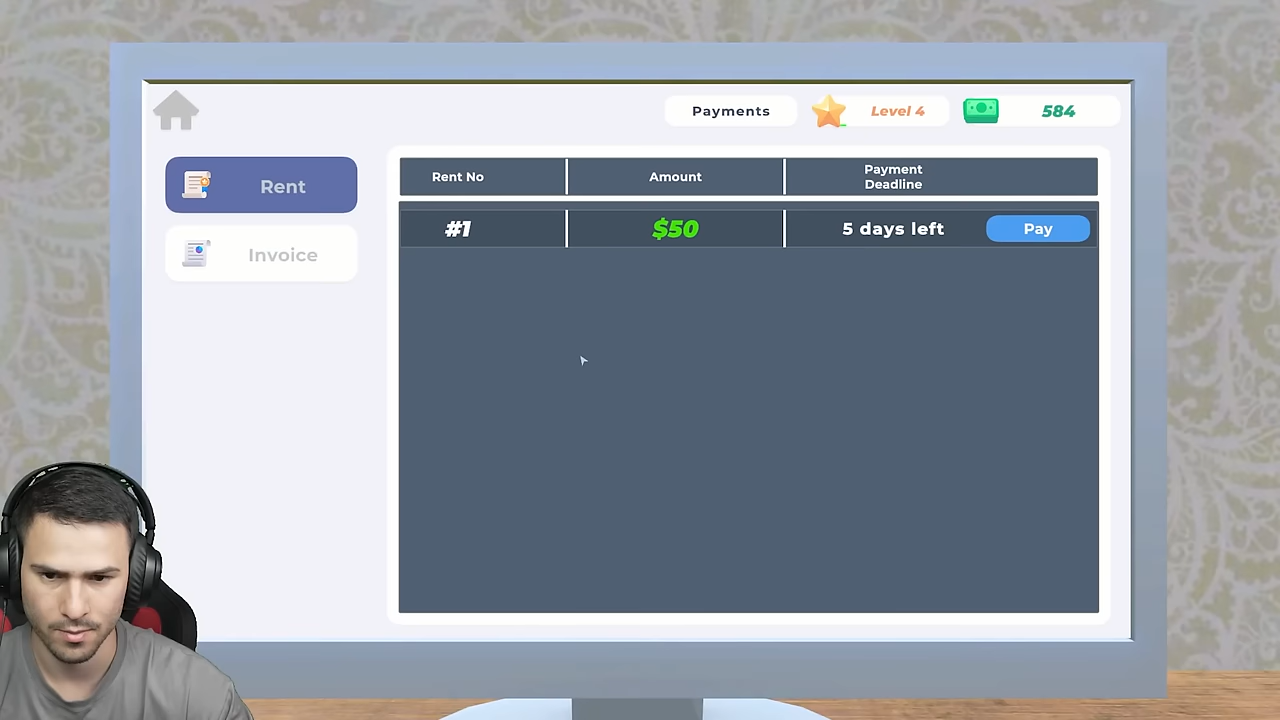 Payments
Level 4
584
Rent
Invoice
Rent No
Amount
Payment
Deadline
#1
$50
5 days left
Pay